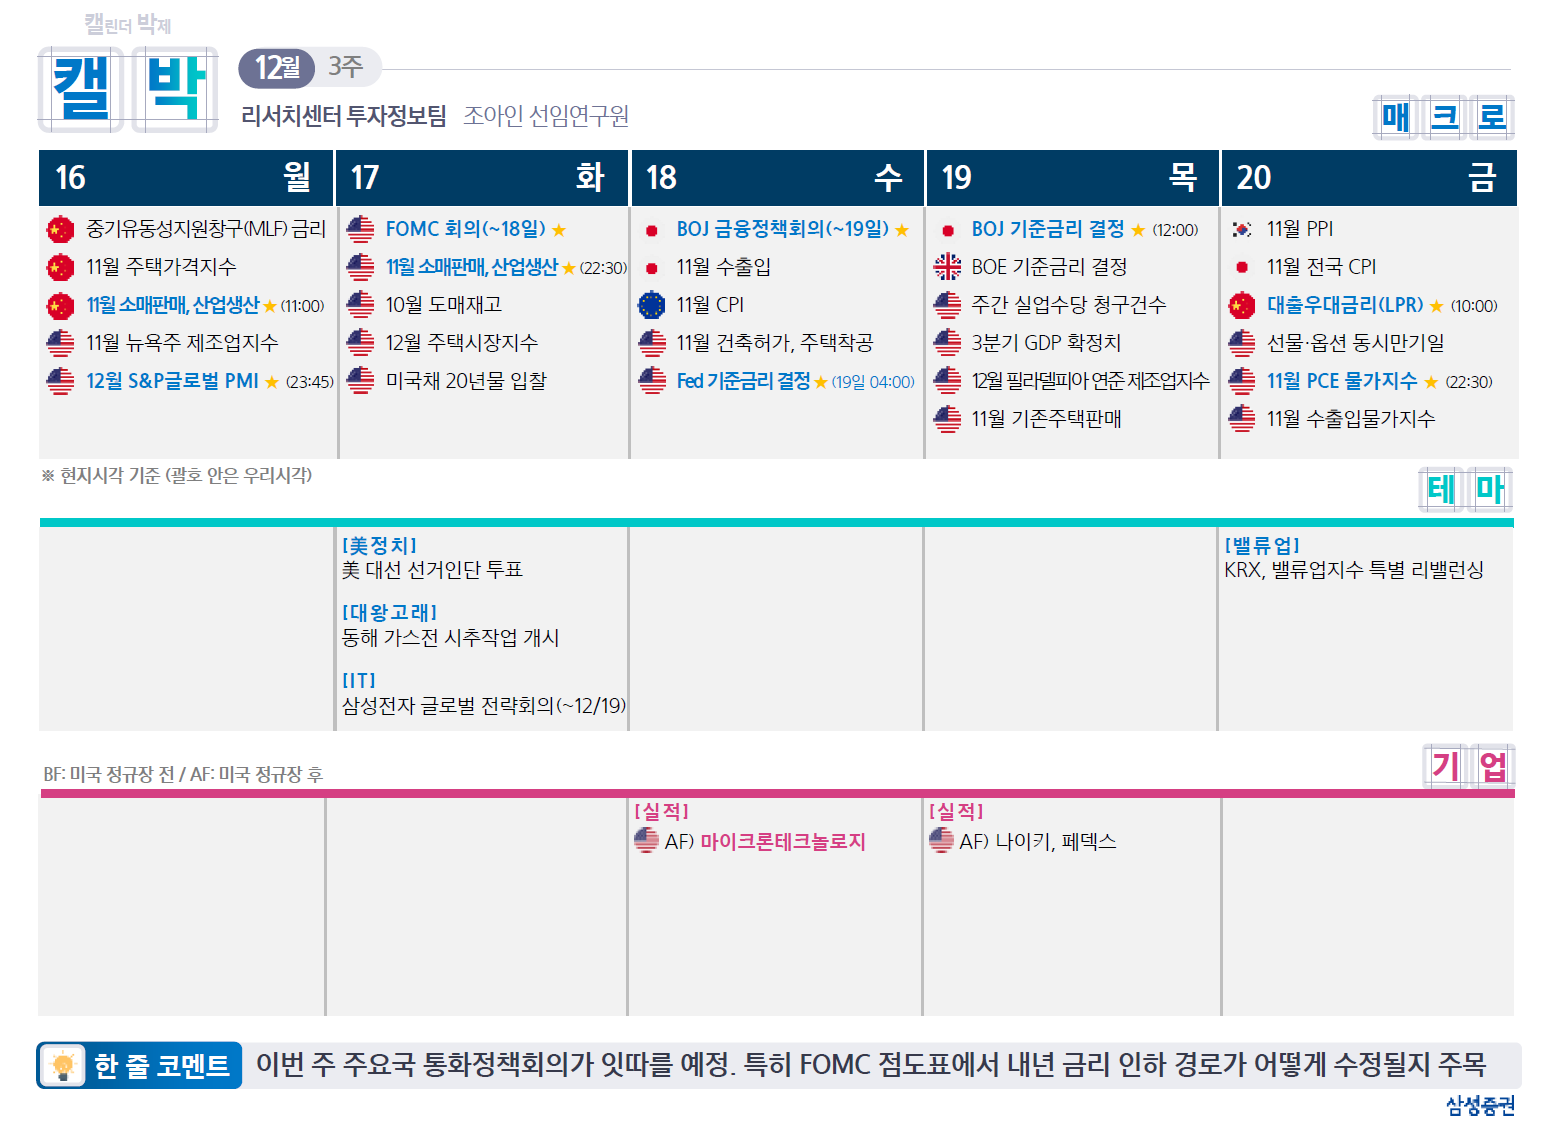 캘린더 박제
캘 박
12월 3주
리서치센터 투자정보팀 조아인 선임연구원
매크로
16 월
17 화
18 수
19 목
20 금
중기유동성지원창구(MLF) 금리
11월 주택가격지수
11월 소매판매, 산업생산 ★ (11:00)
11월 뉴욕주 제조업지수
12월 S&P글로벌 PMI ★ (23:45)
FOMC 회의(~18일) ★
11월 소매판매, 산업생산 ★ (22:30)
10월 도매재고
12월 주택시장지수
미국채 20년물 입찰
BOJ 금융정책회의(~19일) ★
11월 수출입
11월 CPI
11월 건축허가, 주택착공
Fed 기준금리 결정 ★ (19일 04:00)
BOJ 기준금리 결정 ★ (12:00)
BOE 기준금리 결정
주간 실업수당 청구건수
3분기 GDP 확정치
12월 필라델피아 연준 제조업지수
11월 기존주택판매
11월 PPI
11월 전국 CPI
대출우대금리(LPR) ★ (10:00)
선물·옵션 동시만기일
11월 PCE 물가지수 ★ (22:30)
11월 수출입물가지수
※ 현지시각 기준 (괄호 안은 우리시각)
테마
[美정치]
美 대선 선거인단 투표
[대왕고래]
동해 가스전 시추작업 개시
[IT]
삼성전자 글로벌 전략회의(~12/19)
[밸류업]
KRX, 밸류업지수 특별 리밸런싱
BF: 미국 정규장 전 / AF: 미국 정규장 후
기업
[실적]
AF) 마이크론테크놀로지
[실적]
AF) 나이키, 페덱스
한 줄 코멘트
이번 주 주요국 통화정책회의가 잇따를 예정. 특히 FOMC 점도표에서 내년 금리 인하 경로가 어떻게 수정될지 주목
삼성증권